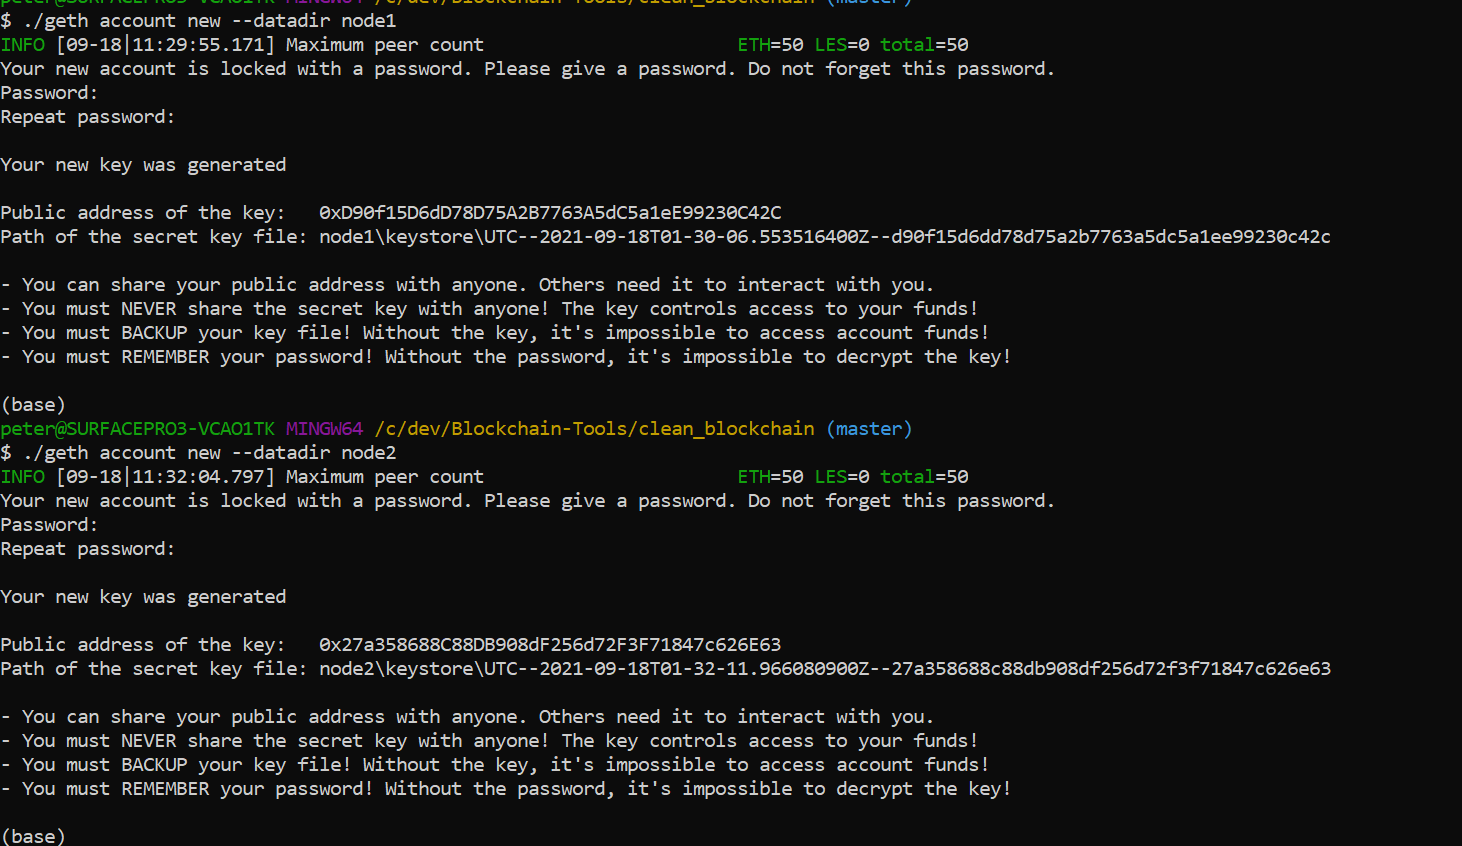 peter@SURFACEPRO3-VCAO1TK MINGW64 /c/dev/Blockchain-Tools/clean_blockchain (master)
$ ./geth account new --datadir node1
INFO [09-18|11:29:55.171] Maximum peer count ETH=50 LES=0 total=50
Your new account is locked with a password. Please give a password. Do not forget this password.
Password:
Repeat password:
Your new key was generated
Public address of the key: 0xD90f15D6dD78D75A2B7763A5dC5a1eE99230C42C
Path of the secret key file: node1\keystore\UTC--2021-09-18T01-30-06.553516400Z--d90f15d6dd78d75a2b7763a5dc5a1ee99230c42c
- You can share your public address with anyone. Others need it to interact with you.
- You must NEVER share the secret key with anyone! The key controls access to your funds!
- You must BACKUP your key file! Without the key, it's impossible to access account funds!
- You must REMEMBER your password! Without the password, it's impossible to decrypt the key!
(base)
peter@SURFACEPRO3-VCAO1TK MINGW64 /c/dev/Blockchain-Tools/clean_blockchain (master)
$ ./geth account new --datadir node2
INFO [09-18|11:32:04.797] Maximum peer count ETH=50 LES=0 total=50
Your new account is locked with a password. Please give a password. Do not forget this password.
Password:
Repeat password:
Your new key was generated
Public address of the key: 0x27a358688C88DB908dF256d72F3F71847c626E63
Path of the secret key file: node2\keystore\UTC--2021-09-18T01-32-11.966080900Z--27a358688c88db908df256d72f3f71847c626e63
- You can share your public address with anyone. Others need it to interact with you.
- You must NEVER share the secret key with anyone! The key controls access to your funds!
- You must BACKUP your key file! Without the key, it's impossible to access account funds!
- You must REMEMBER your password! Without the password, it's impossible to decrypt the key!
(base)